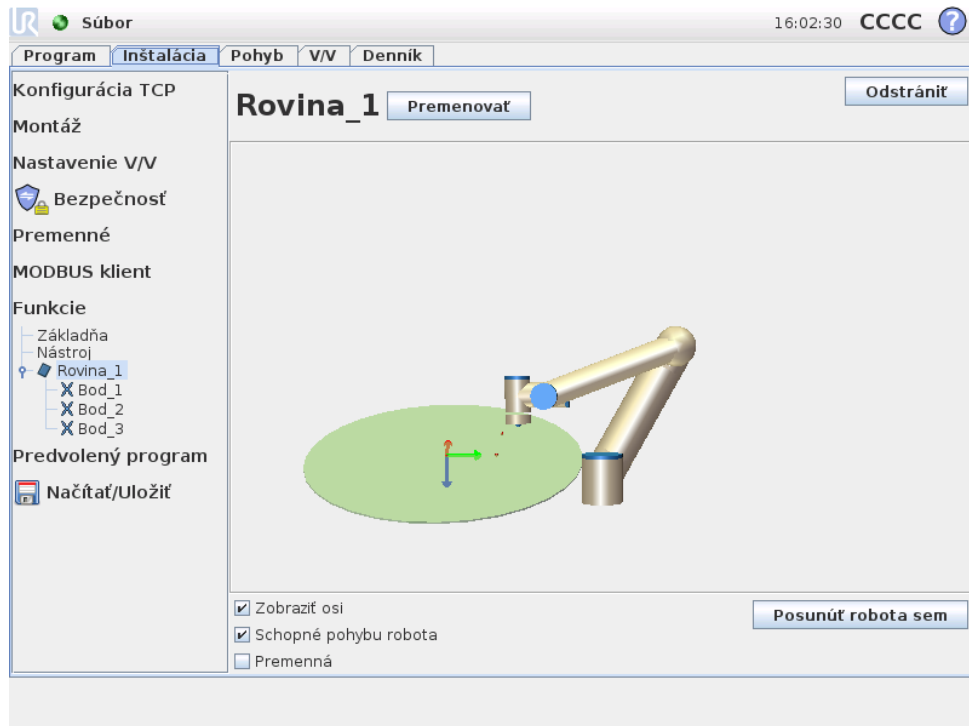 UR Súbor 16:02:30 CCCC ?
Program Inštalácia Pohyb V/V Denník
Konfigurácia TCP
Montáž
Nastavenie V/V
Bezpečnosť
Premenné
MODBUS klient
Funkcie
Základňa
Nástroj
Rovina_1
Bod_1
Bod_2
Bod_3
Predvolený program
Načítať/Uložiť
Rovina_1 Premenovať Odstrániť
Zobraziť osi
Schopné pohybu robota
Premenná
Posunúť robota sem